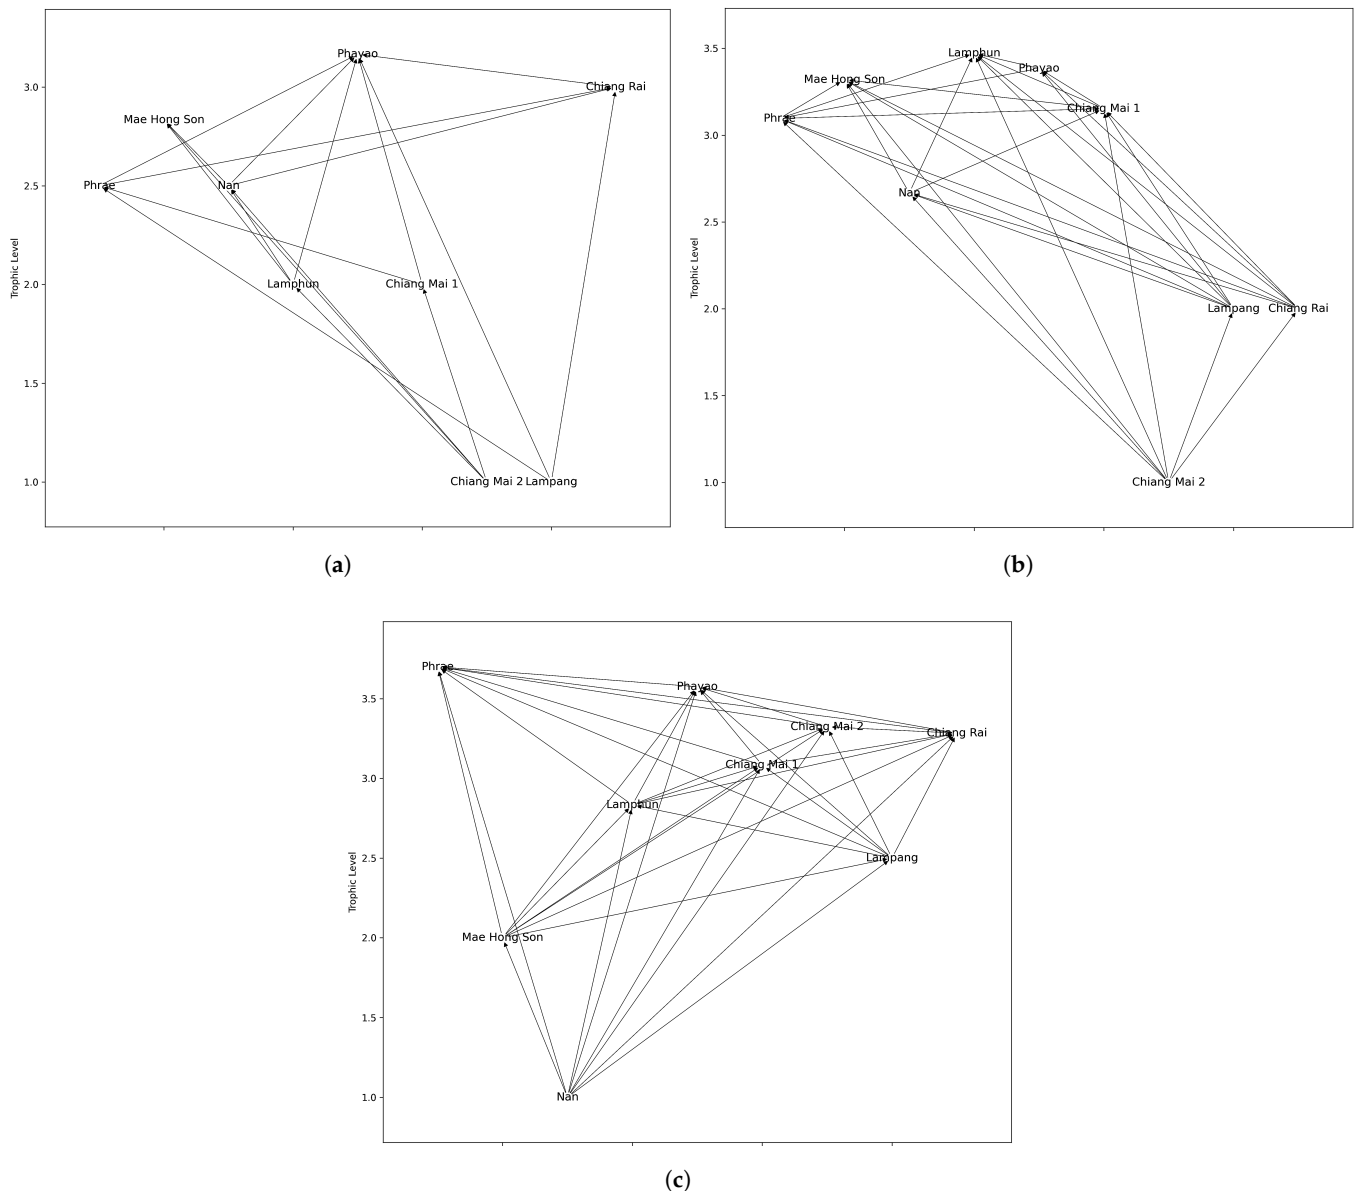 Phayao
3.0
Chiang Rai
Mae Hong Son
2.5
Phrae
Nan
Trophic Level
2.0
Lamphun
Chiang Mai 1
1.5
1.0
Chiang Mai 2
Lampang
(a)
3.5
Lamphun
Phayao
Mae Hong Son
Chiang Mai 1
Phrae
3.0
Nan
2.5
Trophic Level
2.0
Lampang
Chiang Rai
1.5
1.0
Chiang Mai 2
(b)
Phrae
Phayao
3.5
Chiang Mai 2
Chiang Rai
Chiang Mai 1
3.0
Lamphun
2.5
Lampang
Trophic Level
2.0
Mae Hong Son
1.5
1.0
Nan
(c)